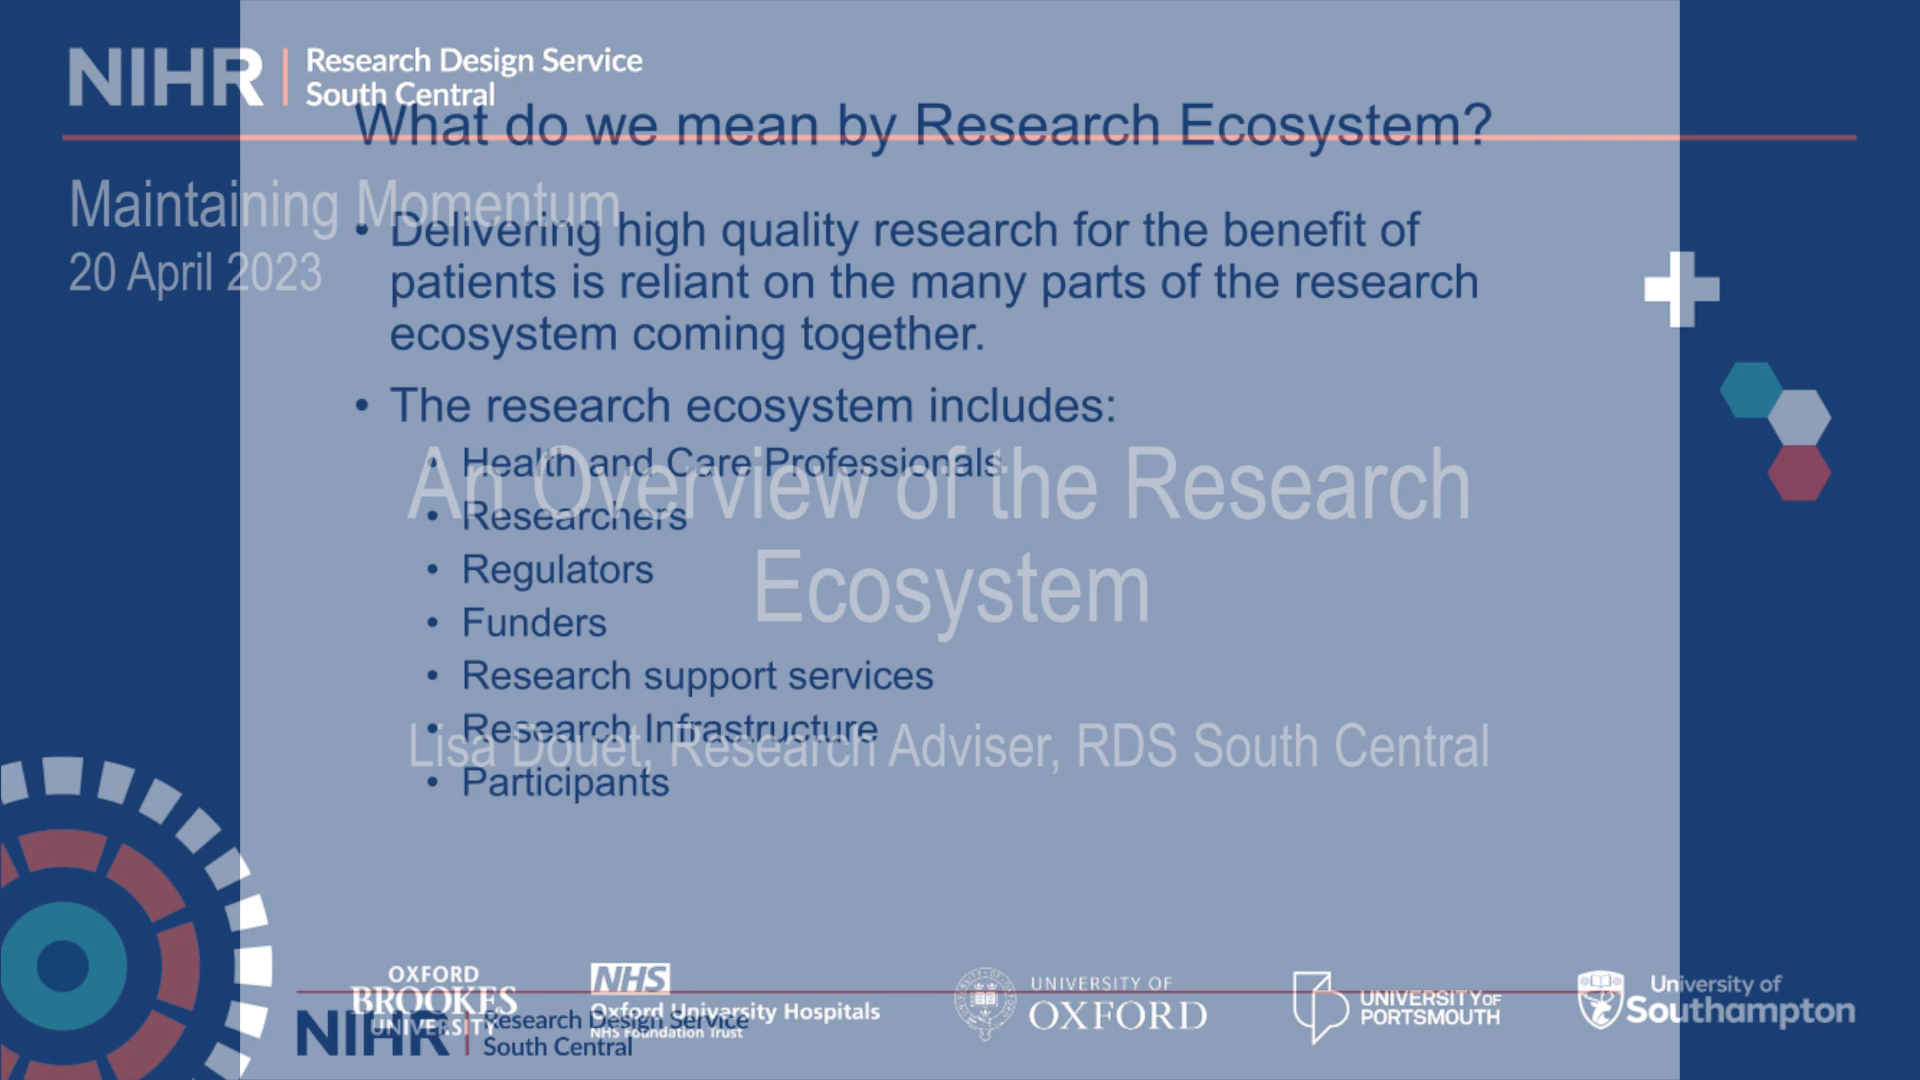 NIHR | Research Design Service
South Central
What do we mean by Research Ecosystem?
Maintaining Momentum
20 April 2023
• Delivering high quality research for the benefit of
patients is reliant on the many parts of the research
ecosystem coming together.
• The research ecosystem includes:
• Health and Care Professionals
• Researchers
• Regulators
• Funders
• Research support services
• Research Infrastructure
• Participants
An Overview of the Research
Ecosystem
Lisa Douet, Research Adviser, RDS South Central
OXFORD
BROOKES
UNIVERSITY
NHS
Oxford University Hospitals
NHS Foundation Trust
UNIVERSITY OF
OXFORD
UNIVERSITY OF
PORTSMOUTH
University of
Southampton
NIHR | Research Design Service
South Central